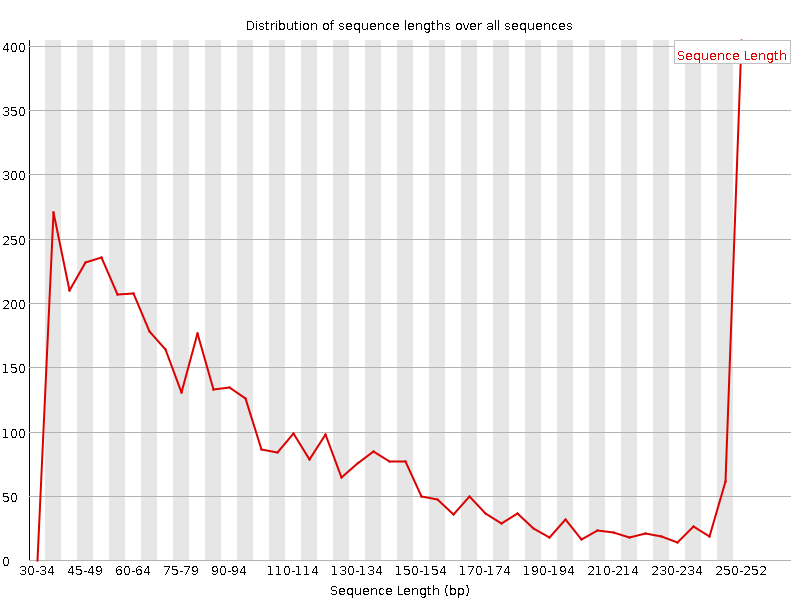 Distribution of sequence lengths over all sequences
400
Sequence Length
350
300
250
200
150
100
50
0
30-34 45-49 60-64 75-79 90-94 110-114 130-134 150-154 170-174 190-194 210-214 230-234 250-252
Sequence Length (bp)